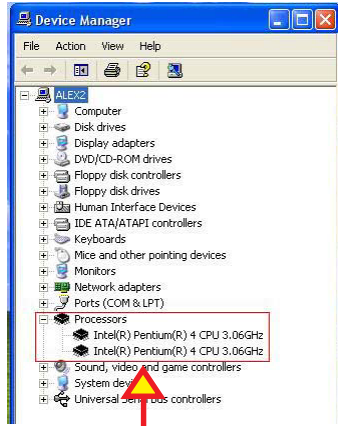 Device Manager
File Action View Help
ALEX2
Computer
Disk drives
Display adapters
DVD/CD-ROM drives
Floppy disk controllers
Floppy disk drives
Human Interface Devices
IDE ATA/ATAPI controllers
Keyboards
Mice and other pointing devices
Monitors
Network adapters
Ports (COM & LPT)
Processors
Intel(R) Pentium(R) 4 CPU 3.06GHz
Intel(R) Pentium(R) 4 CPU 3.06GHz
Sound, video and game controllers
System devices
Universal Serial Bus controllers